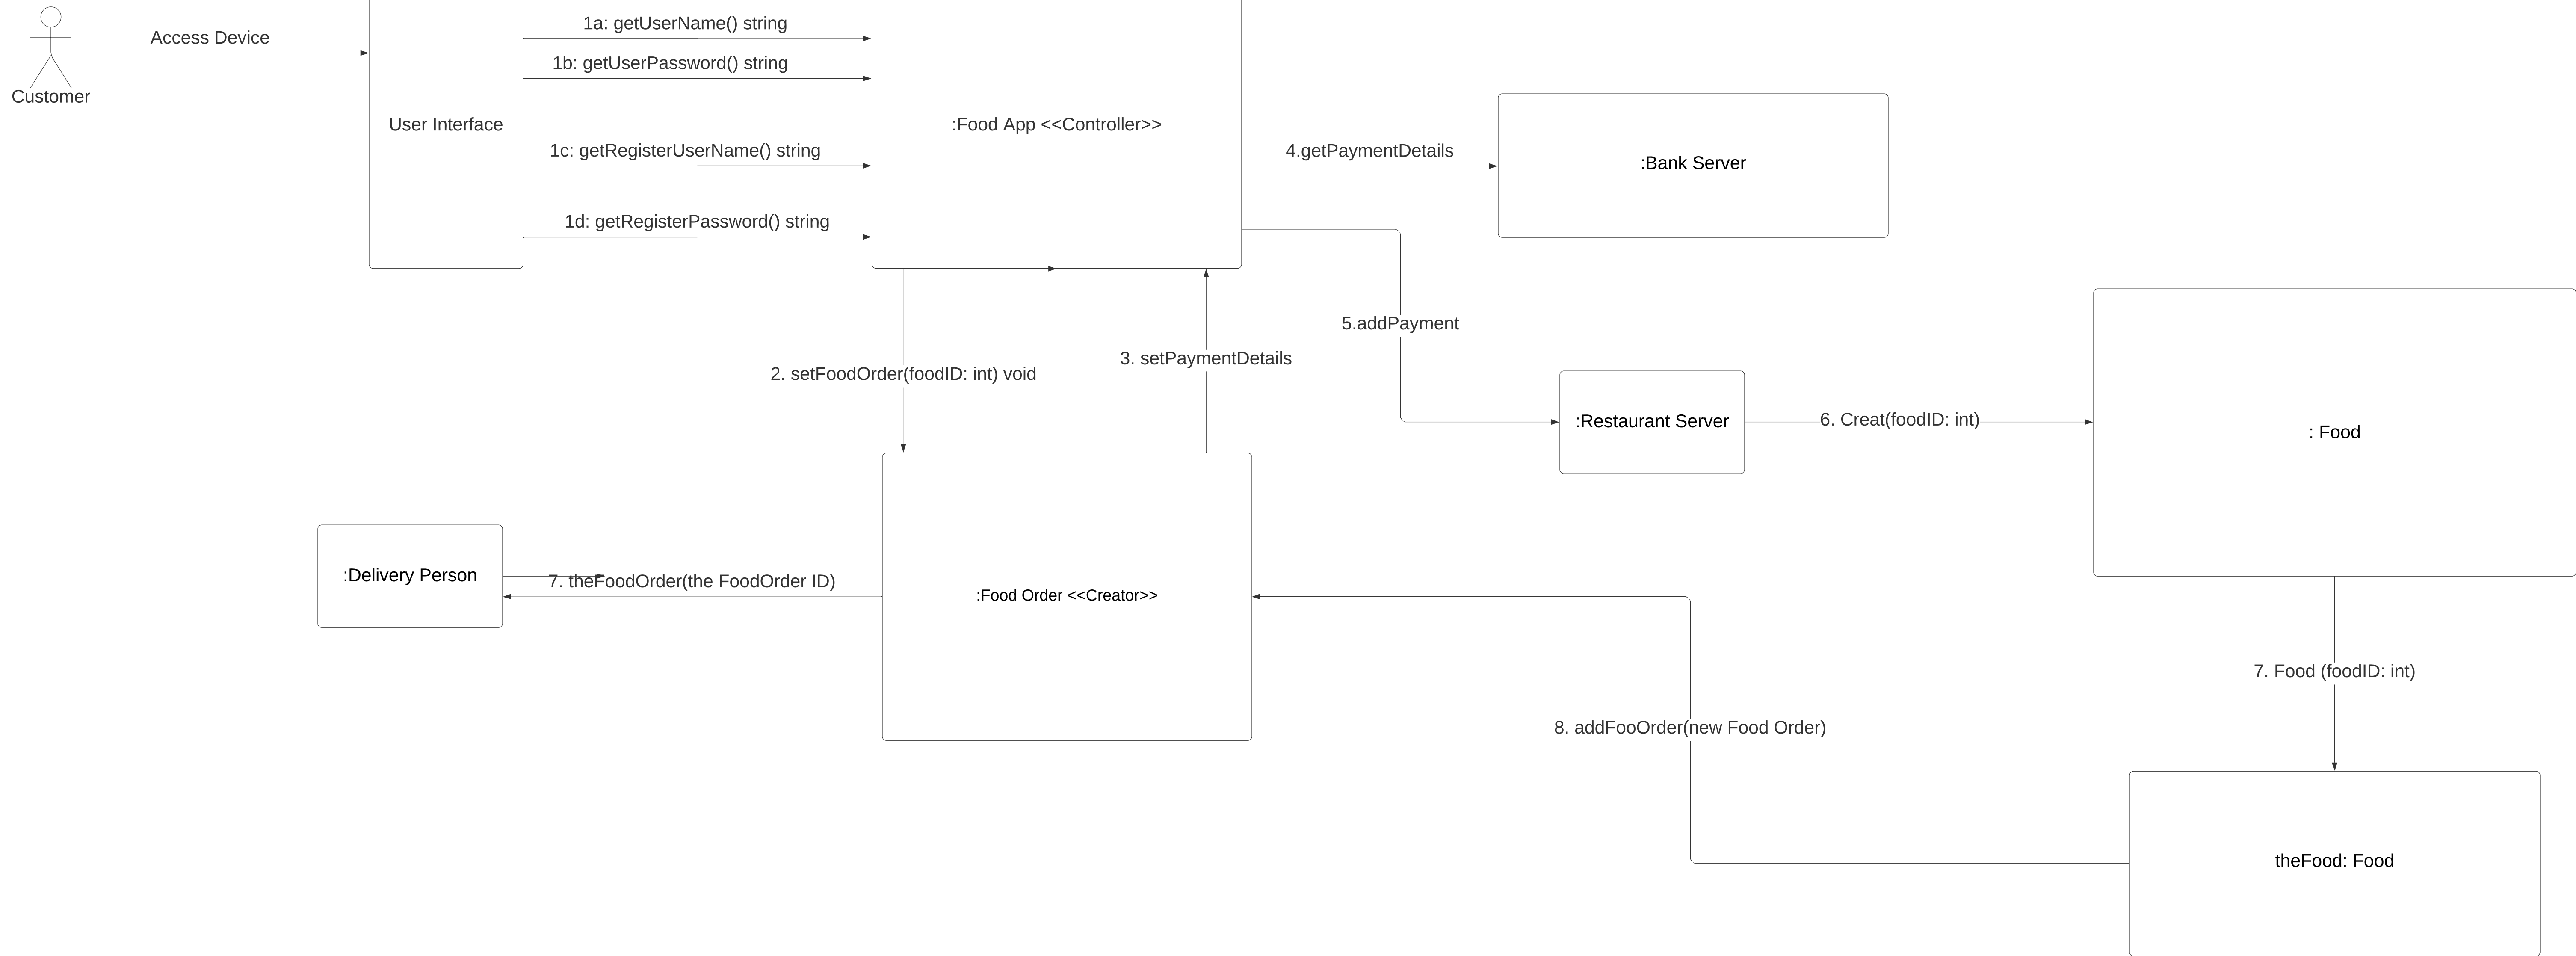 1a: getUserName() string
Access Device
1b: getUserPassword() string
Customer
User Interface
:Food App <<Controller>>
1c: getRegisterUserName() string
4.getPaymentDetails
:Bank Server
1d: getRegisterPassword() string
5.addPayment
3. setPaymentDetails
2. setFoodOrder(foodID: int) void
:Restaurant Server
6. Creat(foodID: int)
: Food
:Delivery Person
7. theFoodOrder(the FoodOrder ID)
:Food Order <<Creator>>
7. Food (foodID: int)
8. addFooOrder(new Food Order)
theFood: Food